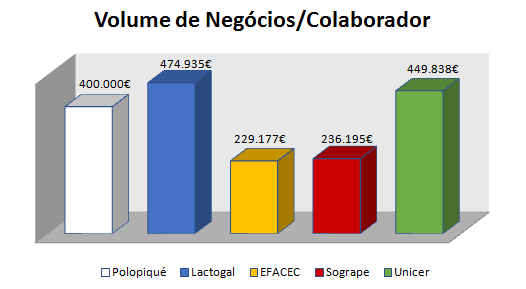 Volume de Negócios/Colaborador
400.000€
474.935€
229.177€
236.195€
449.838€
Polopiqué Lactogal EFACEC Sogrape Unicer